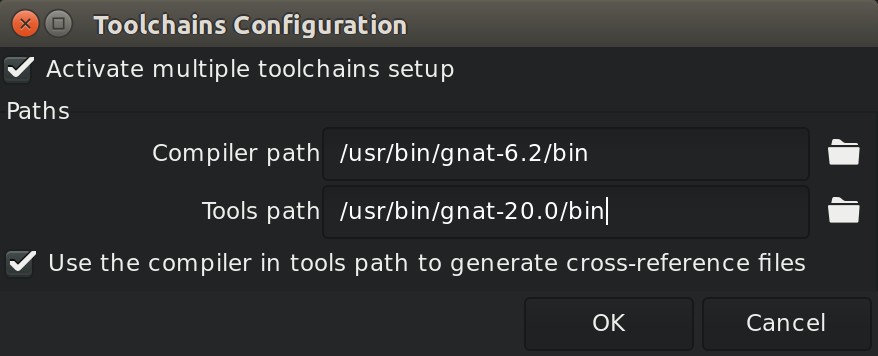 Toolchains Configuration
Activate multiple toolchains setup
Paths
Compiler path /usr/bin/gnat-6.2/bin
Tools path /usr/bin/gnat-20.0/bin
Use the compiler in tools path to generate cross-reference files
OK Cancel